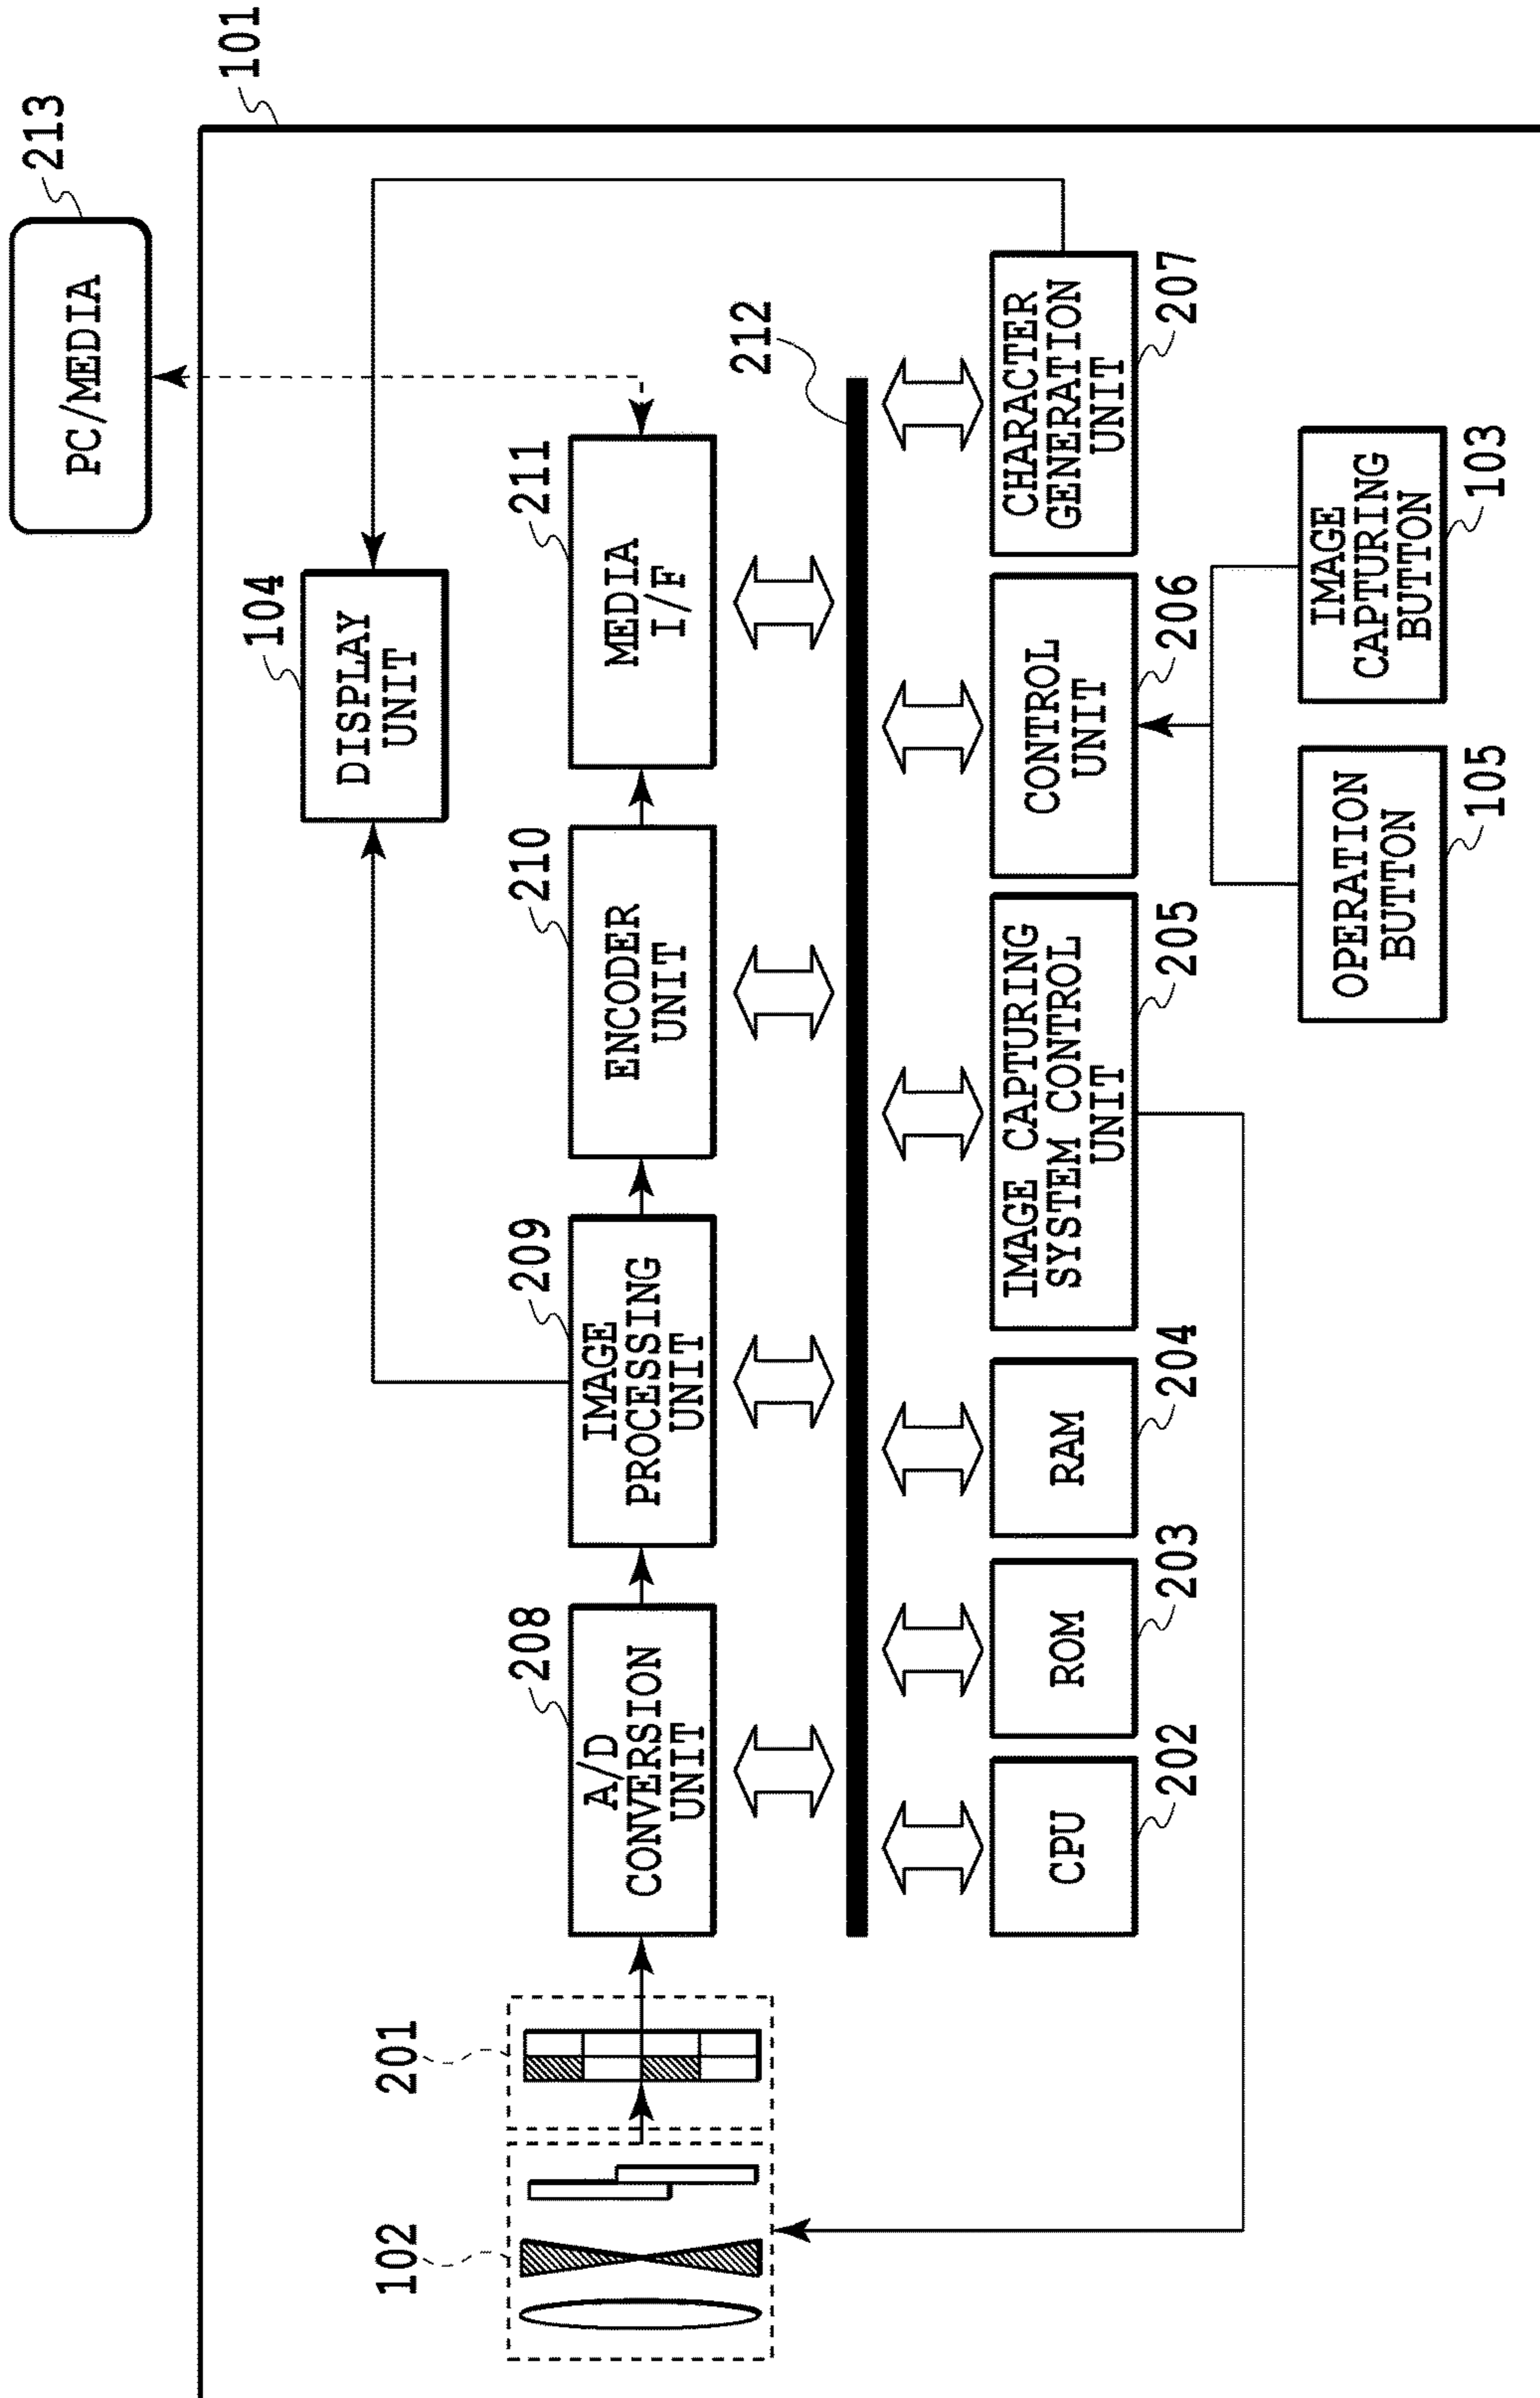 PC/MEDIA
213
101
DISPLAY
UNIT
104
A/D
CONVERSION
UNIT
208
IMAGE
PROCESSING
UNIT
209
ENCODER
UNIT
210
MEDIA
I/F
211
201
102
212
CPU
202
ROM
203
RAM
204
IMAGE CAPTURING
SYSTEM CONTROL
UNIT
205
CONTROL
UNIT
206
CHARACTER
GENERATION
UNIT
207
OPERATION
BUTTON
105
IMAGE
CAPTURING
BUTTON
103